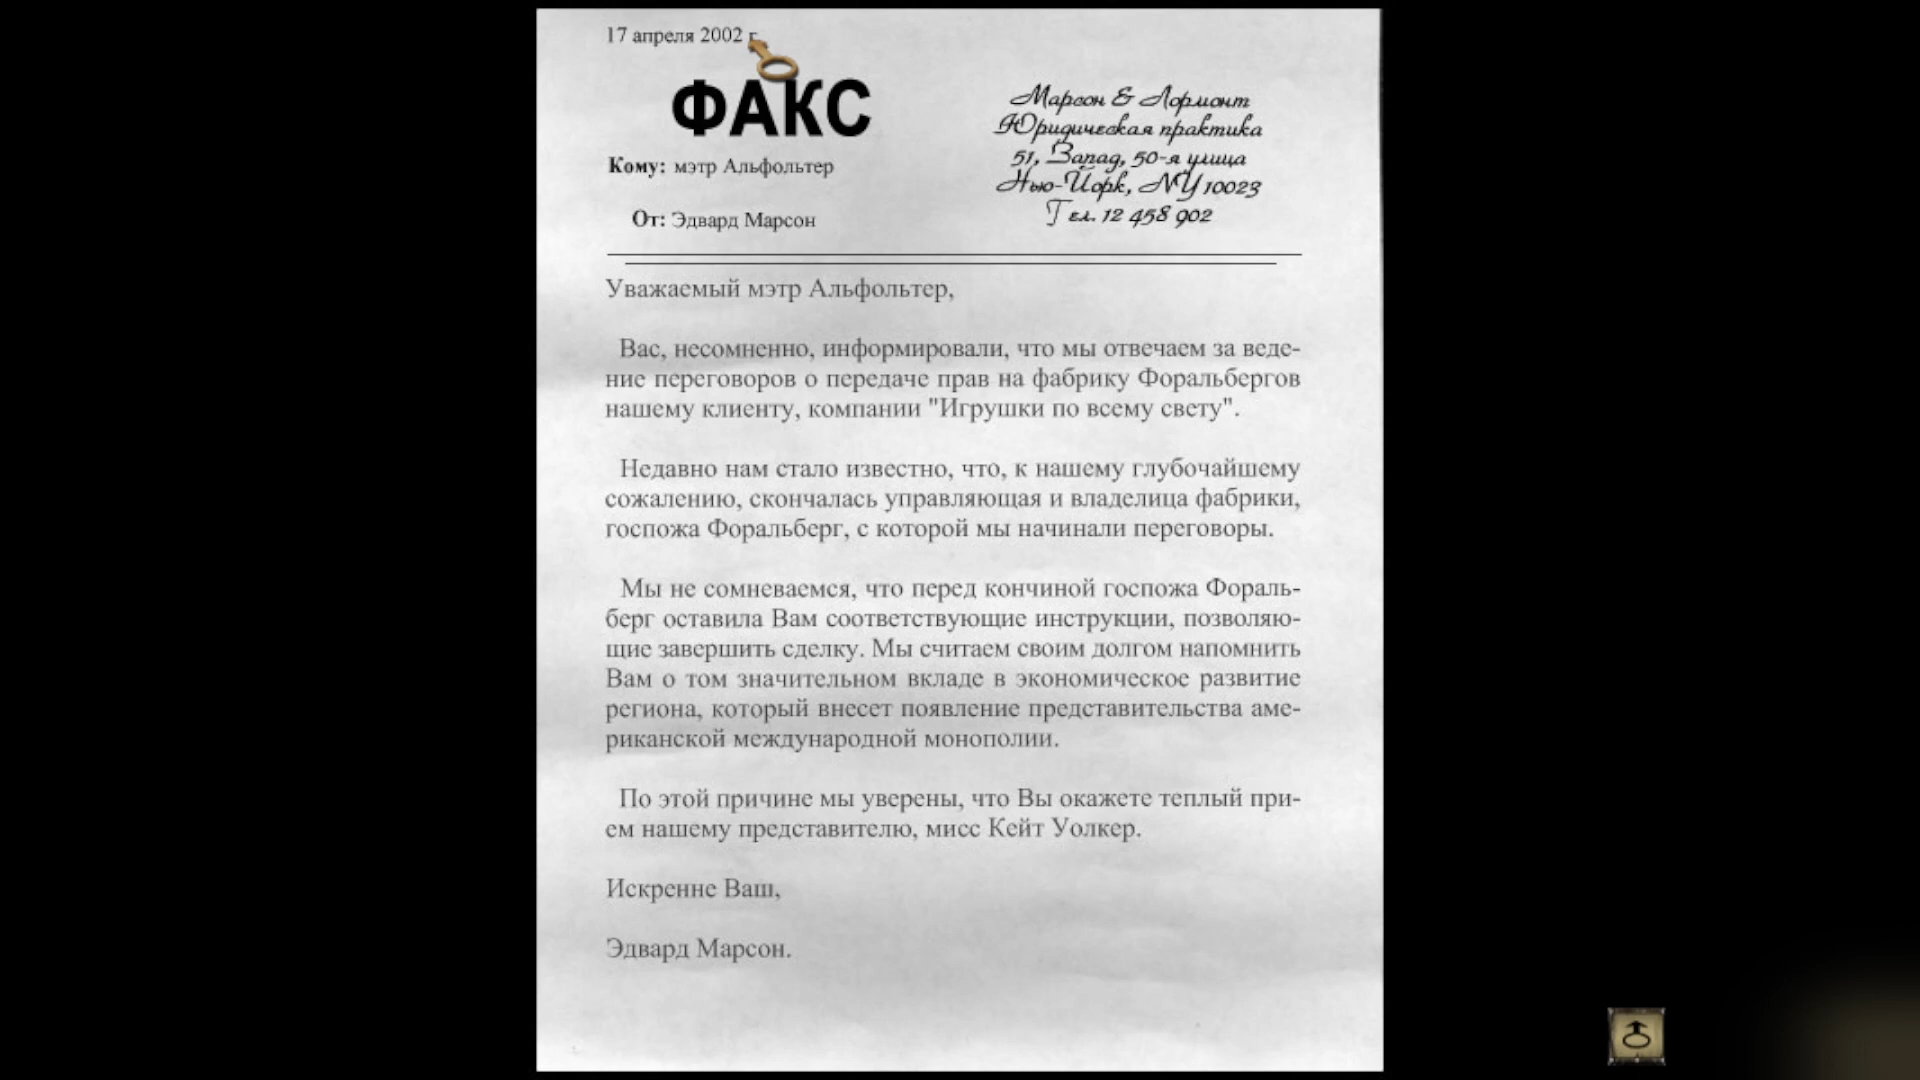 17 апреля 2002 г.
ФАКС
Кому: мэтр Альфольтер
От: Эдвард Марсон
Марсон & Лормонт
Юридическая практика
51, Запад, 50-я улица
Нью-Йорк, NY 10023
Тел. 12 458 902
Уважаемый мэтр Альфольтер,
Вас, несомненно, информировали, что мы отвечаем за веде-
ние переговоров о передаче прав на фабрику Форальбергов
нашему клиенту, компании "Игрушки по всему свету".
Недавно нам стало известно, что, к нашему глубочайшему
сожалению, скончалась управляющая и владелица фабрики,
госпожа Форальберг, с которой мы начинали переговоры.
Мы не сомневаемся, что перед кончиной госпожа Фораль-
берг оставила Вам соответствующие инструкции, позволяю-
щие завершить сделку. Мы считаем своим долгом напомнить
Вам о том значительном вкладе в экономическое развитие
региона, который внесет появление представительства аме-
риканской международной монополии.
По этой причине мы уверены, что Вы окажете теплый при-
ем нашему представителю, мисс Кейт Уолкер.
Искренне Ваш,
Эдвард Марсон.